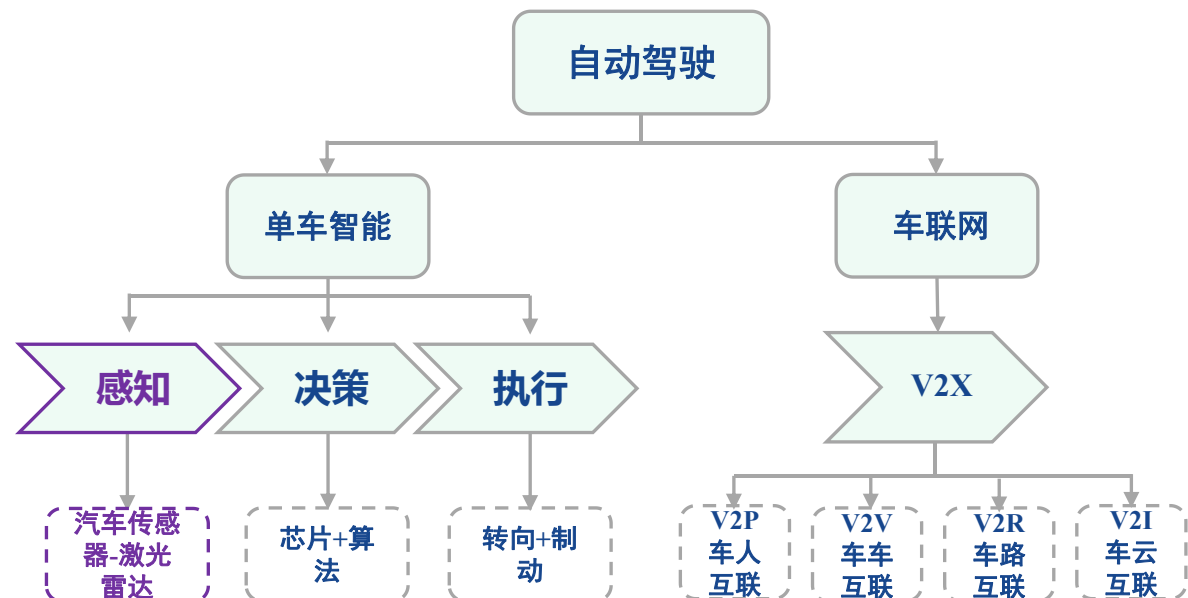 自动驾驶
单车智能
车联网
感知
决策
执行
V2X
汽车传感
器-激光
雷达
芯片+算
法
转向+制
动
V2P
车人
互联
V2V
车车
互联
V2R
车路
互联
V2I
车云
互联